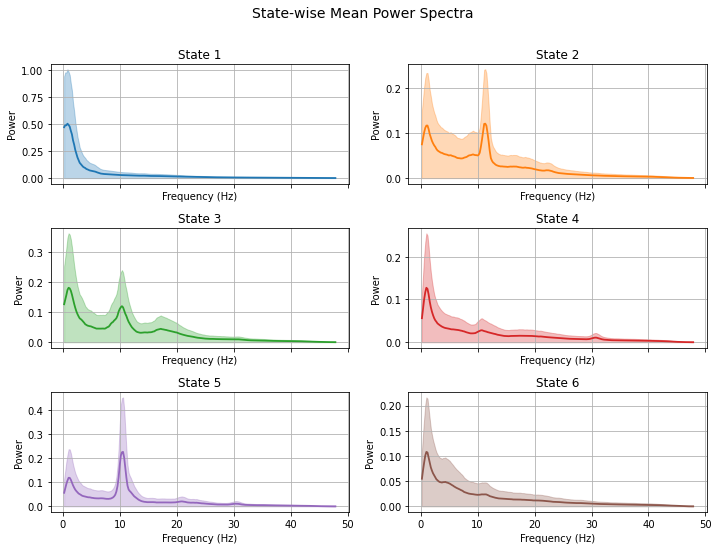 State-wise Mean Power Spectra
State 1
1.00
0.75
0.50
0.25
0.00
Power
Frequency (Hz)
State 2
0.2
0.1
0.0
Power
Frequency (Hz)
State 3
0.3
0.2
0.1
0.0
Power
Frequency (Hz)
State 4
0.2
0.1
0.0
Power
Frequency (Hz)
State 5
0.4
0.3
0.2
0.1
0.0
Power
0 10 20 30 40 50
Frequency (Hz)
State 6
0.20
0.15
0.10
0.05
0.00
Power
0 10 20 30 40 50
Frequency (Hz)